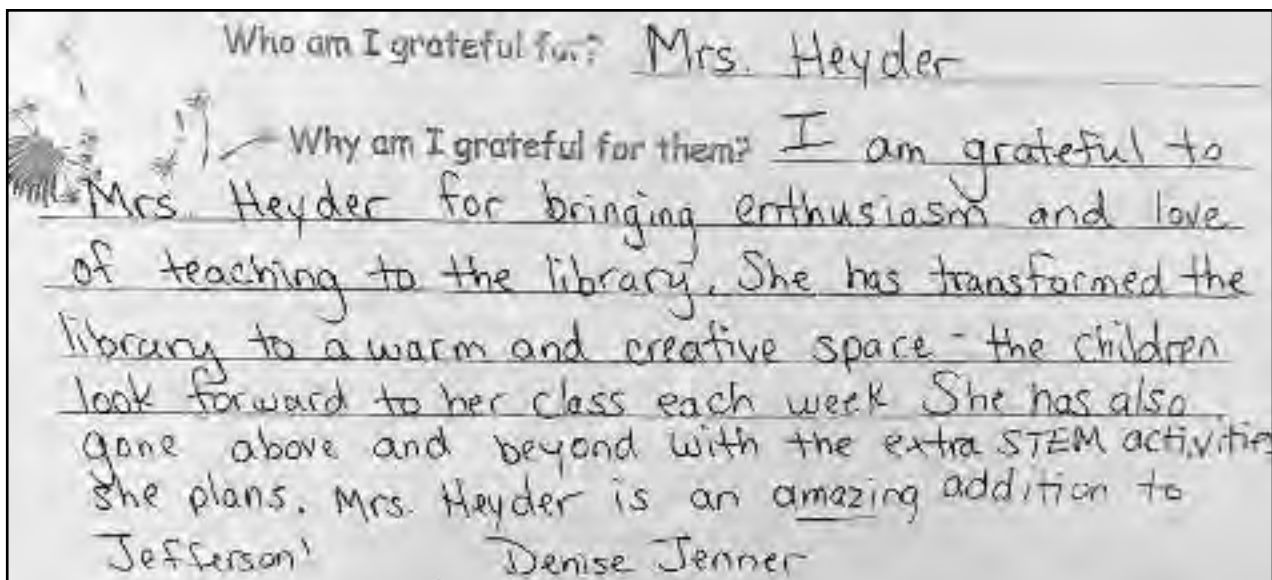 Who am I grateful for? Mrs. Heyder
Why am I grateful for them? I am grateful to
Mrs. Heyder for bringing enthusiasm and love
of teaching to the library. She has transformed the
library to a warm and creative space - the children
look forward to her class each week She has also
gone above and beyond with the extra STEM activities
she plans. Mrs. Heyder is an amazing addition to
Jefferson! Denise Jenner